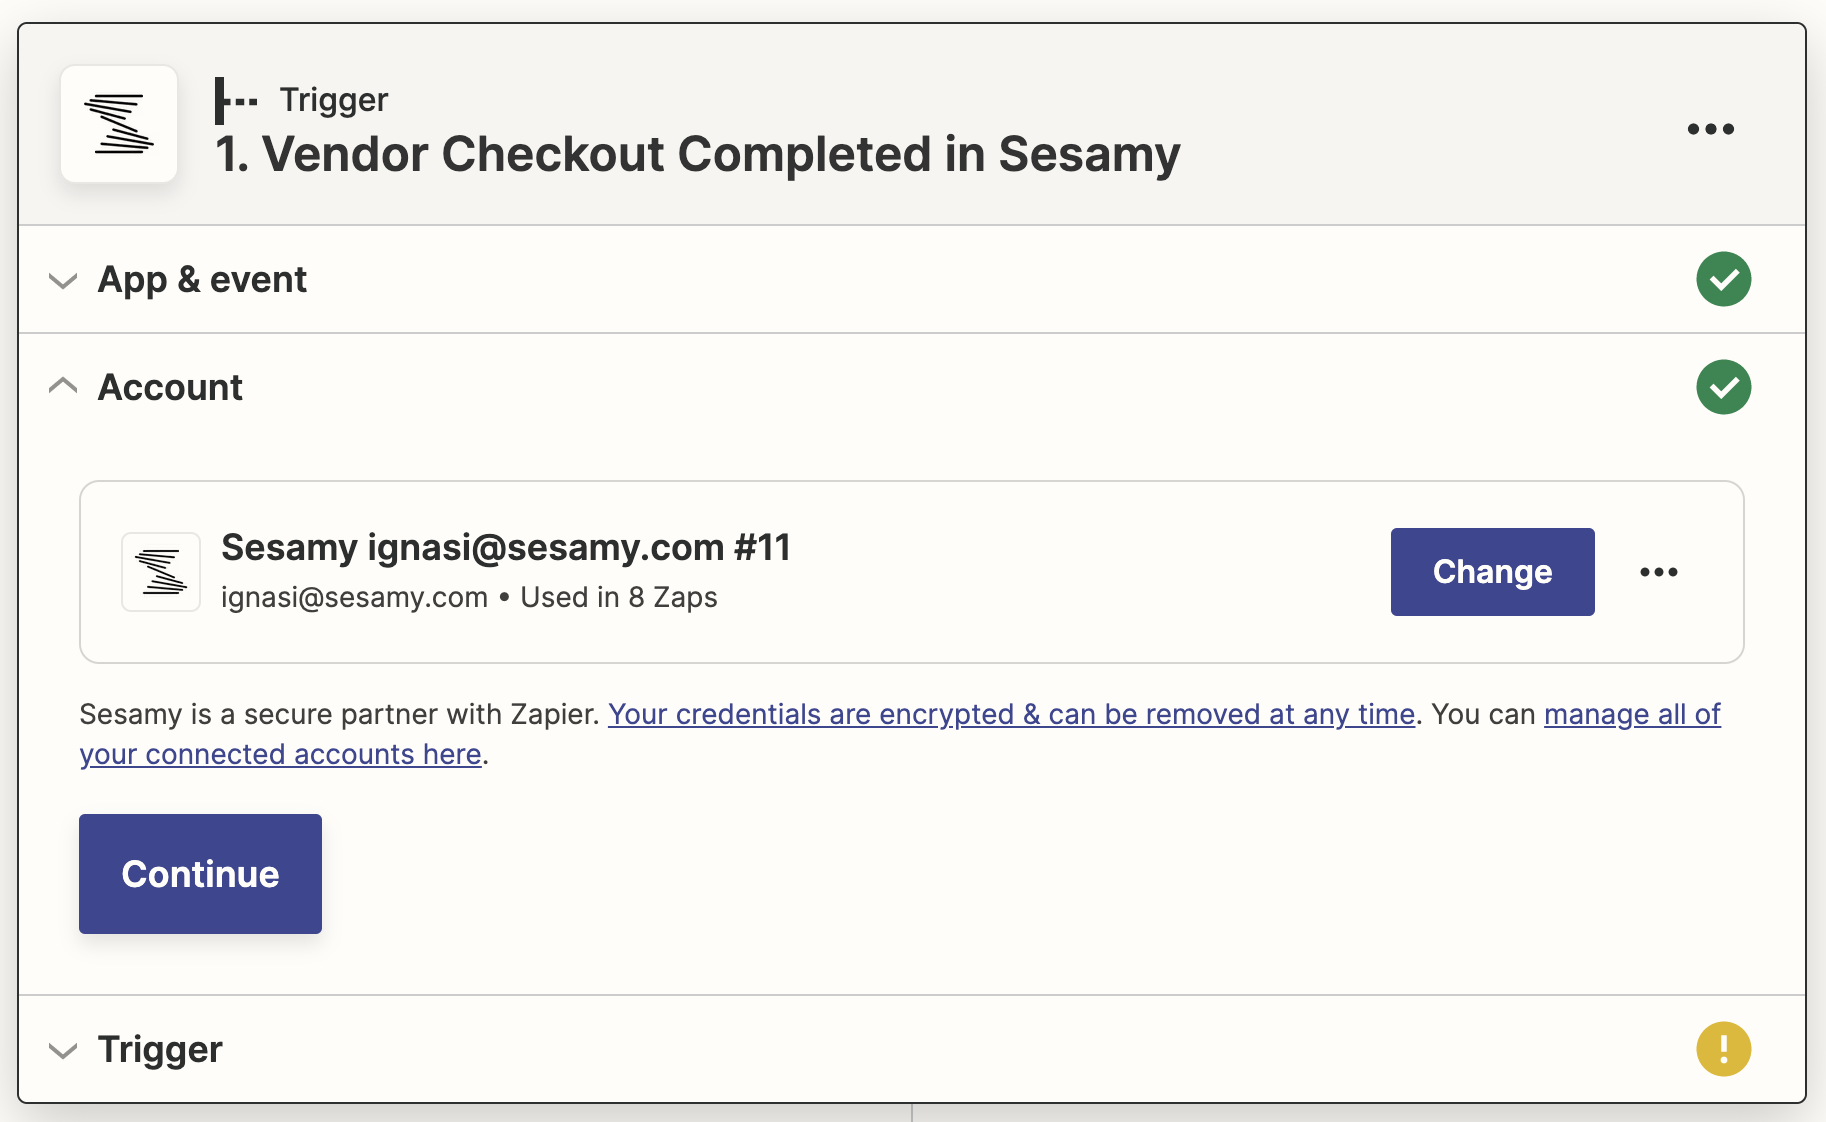 Trigger
1. Vendor Checkout Completed in Sesamy
App & event
Account
Sesamy ignasi@sesamy.com #11
ignasi@sesamy.com • Used in 8 Zaps
Change
Sesamy is a secure partner with Zapier. Your credentials are encrypted & can be removed at any time. You can manage all of
your connected accounts here.
Continue
Trigger